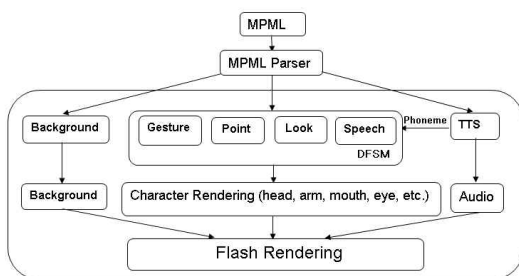 MPML
MPML Parser
Background
Gesture
Point
Look
Speech
Phoneme
TTS
DFSM
Background
Character Rendering (head, arm, mouth, eye, etc.)
Audio
Flash Rendering